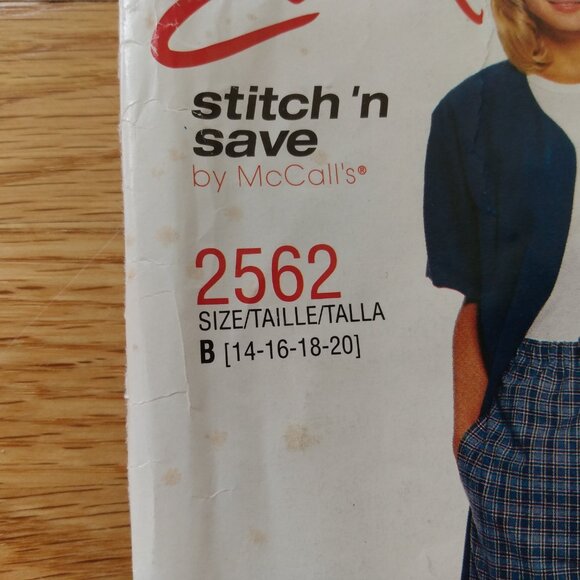 stitch 'n
save
by McCall's®
2562
SIZE/TAILLE/TALLA
B [14-16-18-20]